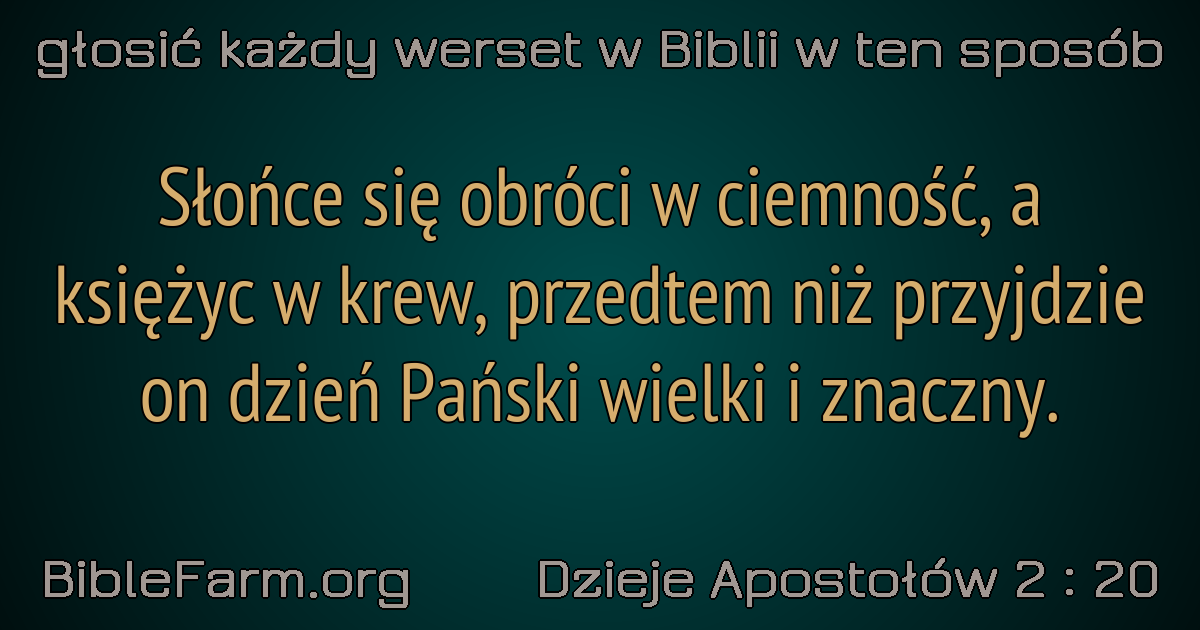 głosić każdy werset w Biblii w ten sposób
Słońce się obróci w ciemność, a
księżyc w krew, przedtem niż przyjdzie
on dzień Pański wielki i znaczny.
BibleFarm.org
Dzieje Apostołów 2 : 20